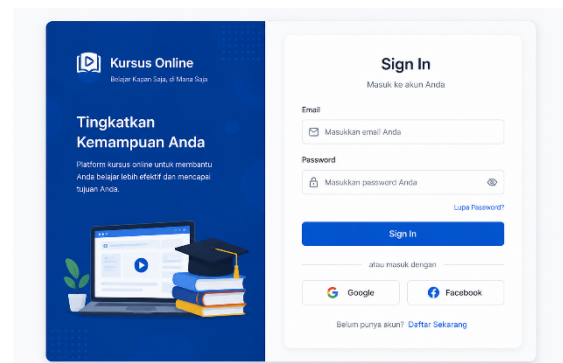 Kursus Online
Belajar Kapan Saja, di Mana Saja
Tingkatkan
Kemampuan Anda
Platform kursus online untuk membantu
Anda belajar lebih efektif dan mencapai
tujuan Anda.
Sign In
Masuk ke akun Anda
Email
Masukkan email Anda
Password
Masukkan password Anda
Lupa Password?
Sign In
atau masuk dengan
Google
Facebook
Belum punya akun? Daftar Sekarang